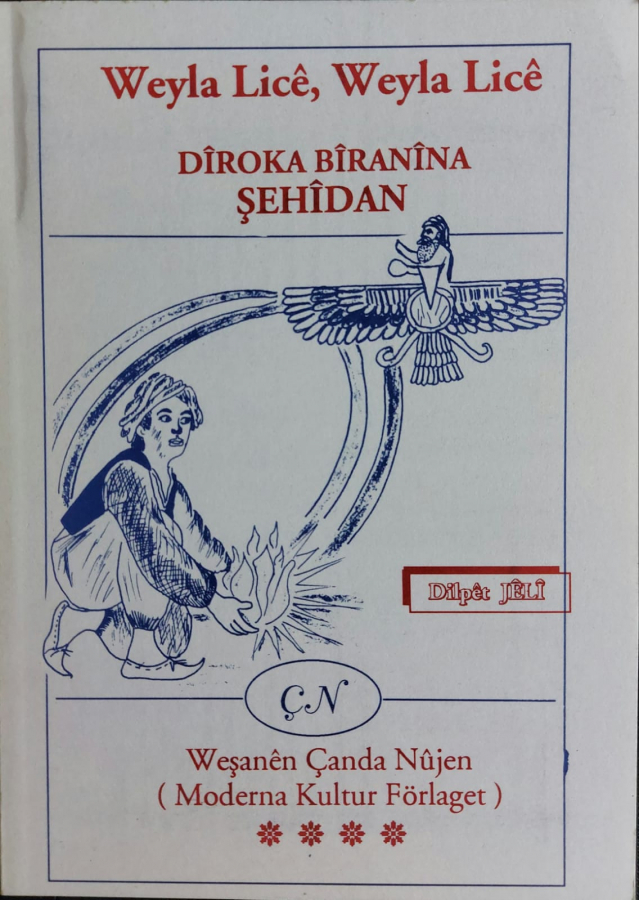 Weyla Licê, Weyla Licê
DÎROKA BÎRANÎNA
ŞEHÎDAN
Dilpêt JÊLÎ
ÇN
Weşanên Çanda Nûjen
( Moderna Kultur Förlaget )